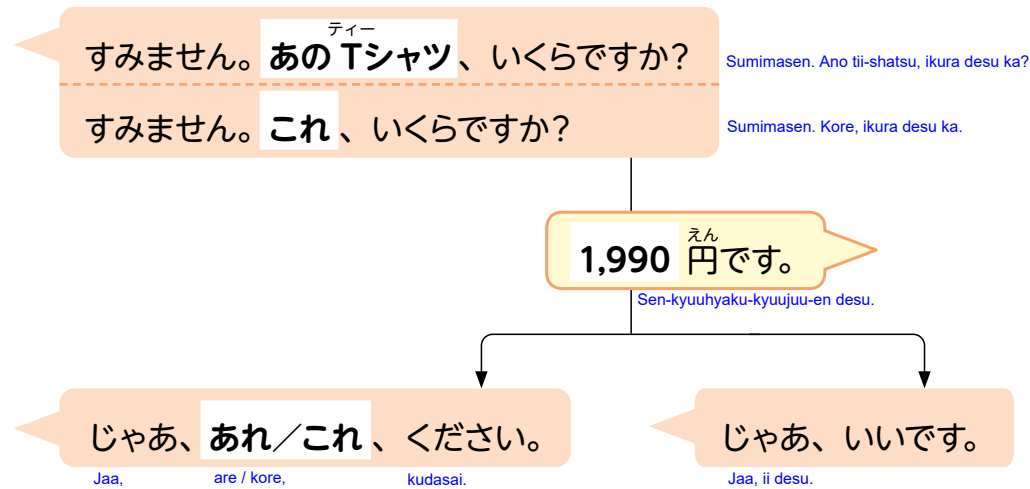 ティー
すみません。 あの Tシャツ 、いくらですか?
Sumimasen. Ano tii-shatsu, ikura desu ka?
すみません。 これ 、いくらですか?
Sumimasen. Kore, ikura desu ka.
えん
1,990 円です。
Sen-kyuuhyaku-kyuujuu-en desu.
じゃあ、 あれ/これ 、ください。
Jaa, are / kore, kudasai.
じゃあ、いいです。
Jaa, ii desu.